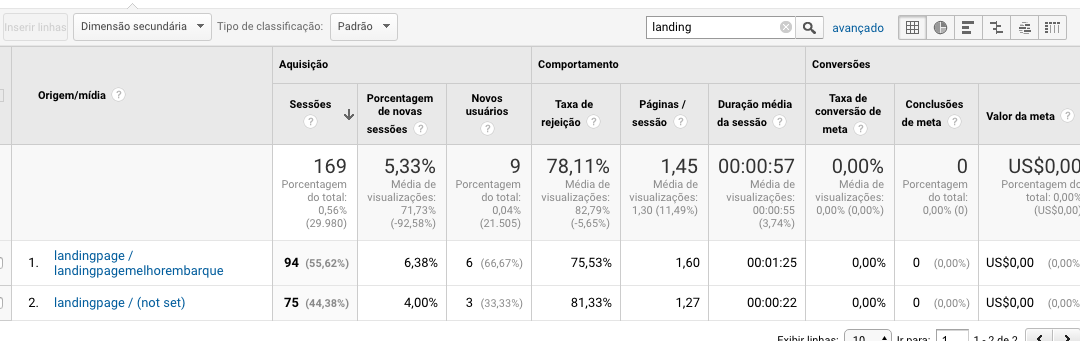 Inserir linhas Dimensão secundária Tipo de classificação: Padrão landing avançado
Aquisição Comportamento Conversões
Origem/mídia ?
Sessões ?
Porcentagem de novas sessões ?
Novos usuários ?
Taxa de rejeição ?
Páginas / sessão ?
Duração média da sessão ?
Taxa de conversão de meta ?
Conclusões de meta ?
Valor da meta ?
169
Porcentagem
do total:
0,56%
(29.980)
5,33%
Média de
visualizações:
71,73%
(-92,58%)
9
Porcentagem
do total:
0,04%
(21.505)
78,11%
Média de
visualizações:
82,79%
(-5,65%)
1,45
Média de
visualizações:
1,30 (11,49%)
00:00:57
Média de
visualizações:
00:00:55
(3,74%)
0,00%
Média de
visualizações:
0,00% (0,00%)
0
Porcentagem
do total:
0,00% (0)
US$0,00
Porcentagem do
total: 0,00%
(US$0,00)
1. landingpage /
landingpagemelhorembarque
94 (55,62%) 6,38% 6 (66,67%) 75,53% 1,60 00:01:25 0,00% 0 (0,00%) US$0,00 (0,00%
2. landingpage / (not set) 75 (44,38%) 4,00% 3 (33,33%) 81,33% 1,27 00:00:22 0,00% 0 (0,00%) US$0,00 (0,00%
Exibir linhas: 10 Ir para: 1 1 - 2 de 2